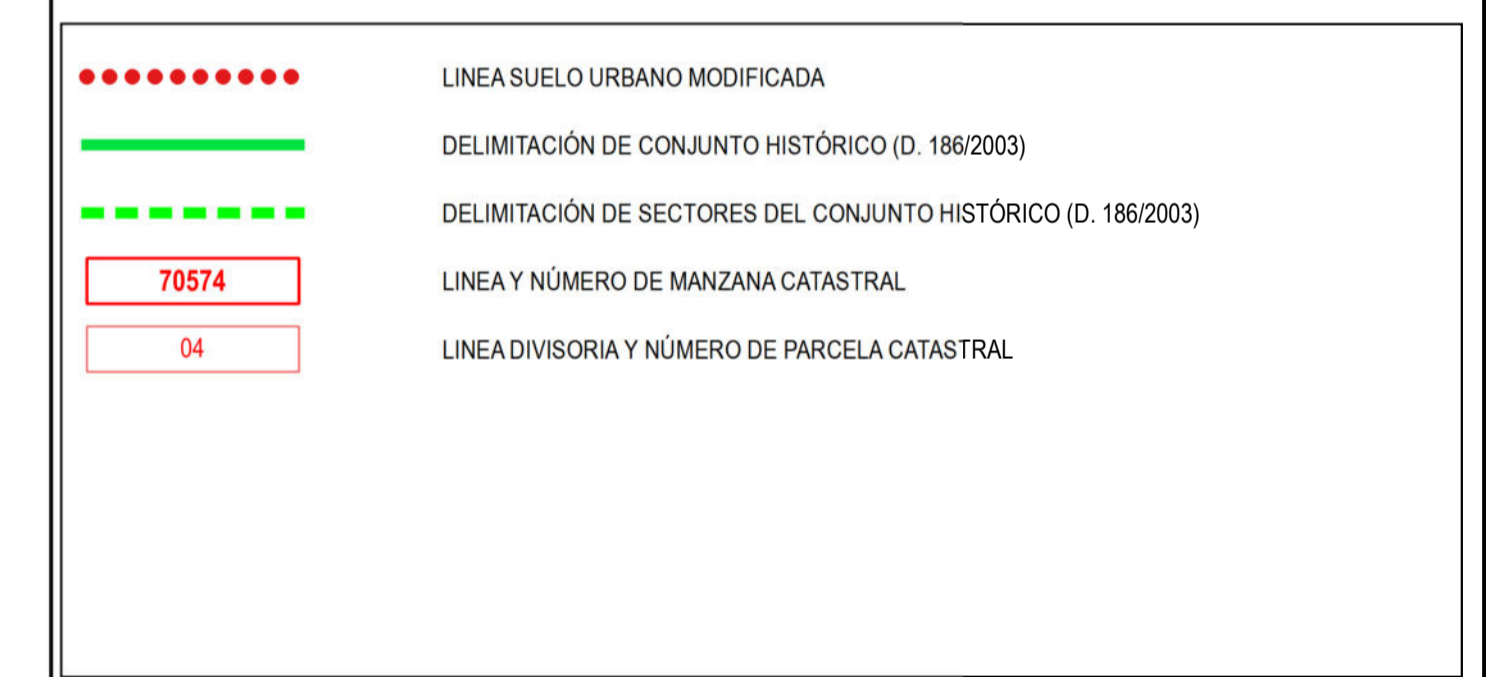 LINEA SUELO URBANO MODIFICADA
DELIMITACIÓN DE CONJUNTO HISTÓRICO (D. 186/2003)
DELIMITACIÓN DE SECTORES DEL CONJUNTO HISTÓRICO (D. 186/2003)
70574 LINEA Y NÚMERO DE MANZANA CATASTRAL
04 LINEA DIVISORIA Y NÚMERO DE PARCELA CATASTRAL